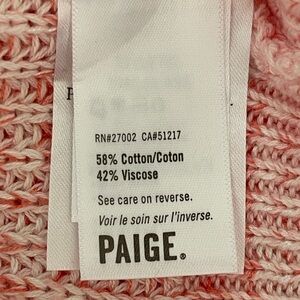 RN#27002 CA#51217
58% Cotton/Coton
42% Viscose
See care on reverse.
Voir le soin sur l'inverse.
PAIGE.